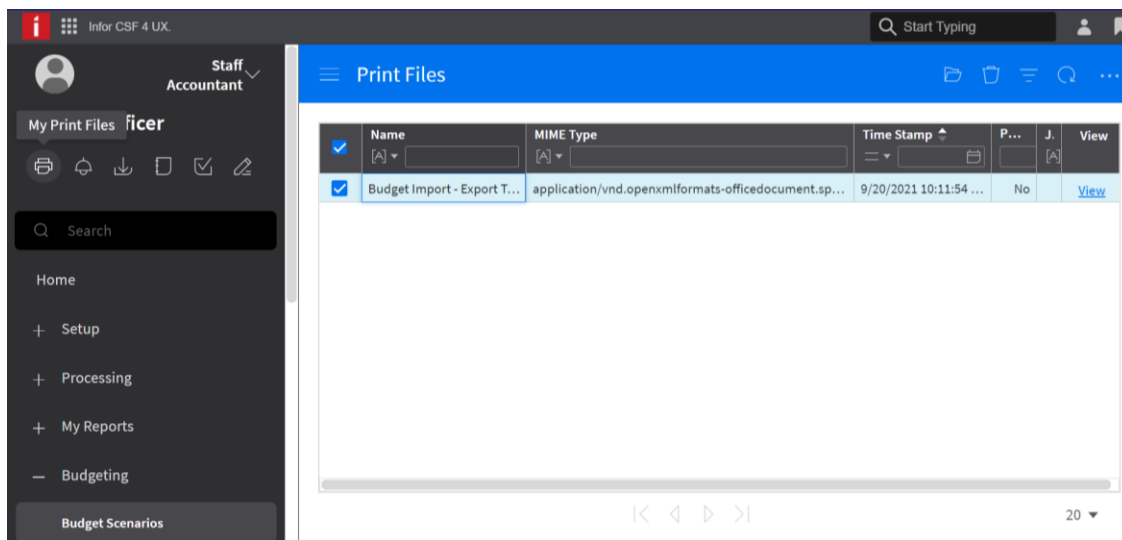 Infor CSF 4 UX.
Start Typing
Staff
Accountant
My Print Files
ficer
Search
Home
Setup
Processing
My Reports
Budgeting
Budget Scenarios
Print Files
Name
MIME Type
Time Stamp
P...
J.
View
[A]
[A]
[A]
Budget Import - Export T...
application/vnd.openxmlformats-officedocument.sp...
9/20/2021 10:11:54 ...
No
View
20